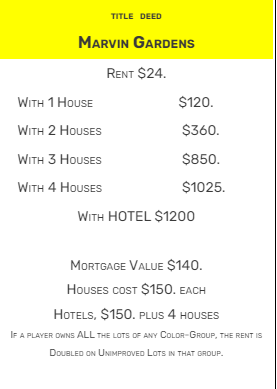 TITLE DEED
MARVIN GARDENS
RENT $24.
WITH 1 HOUSE $120.
WITH 2 HOUSES $360.
WITH 3 HOUSES $850.
WITH 4 HOUSES $1025.
WITH HOTEL $1200
MORTGAGE VALUE $140.
HOUSES COST $150. EACH
HOTELS, $150. PLUS 4 HOUSES
IF A PLAYER OWNS ALL THE LOTS OF ANY COLOR-GROUP, THE RENT IS
DOUBLED ON UNIMPROVED LOTS IN THAT GROUP.